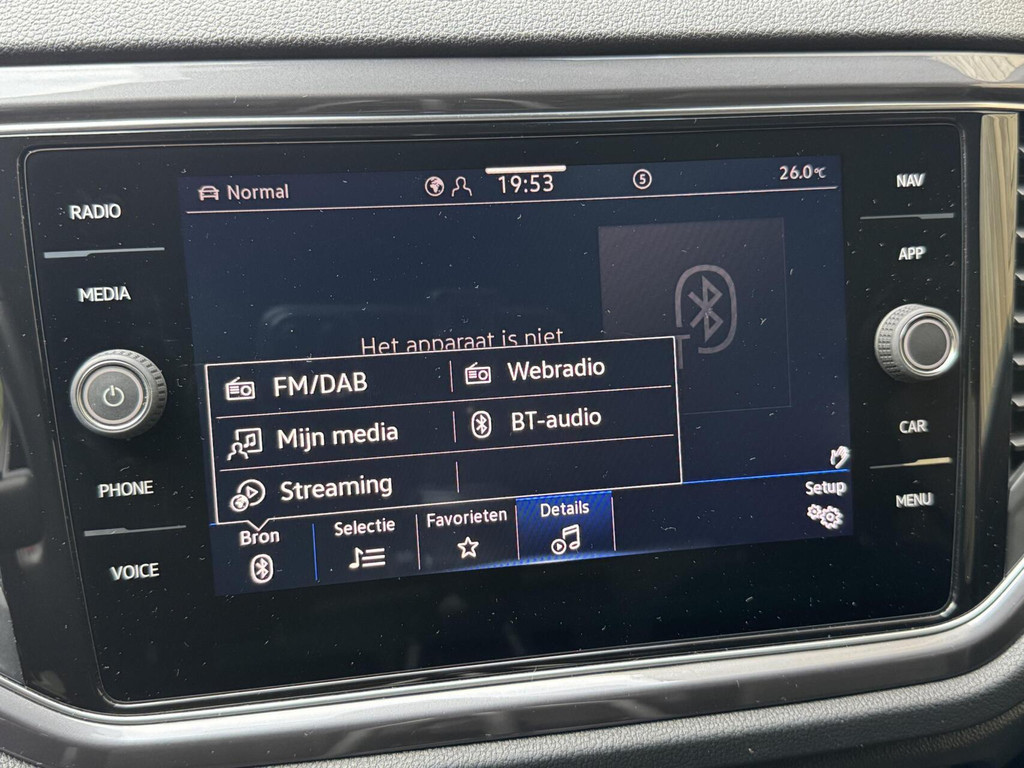 RADIO
MEDIA
PHONE
VOICE
Normal
19:53
5
26.0°C
Het apparaat is niet
FM/DAB
Webradio
Mijn media
BT-audio
Streaming
Bron
Selectie
Favorieten
Details
Setup
NAV
APP
CAR
MENU